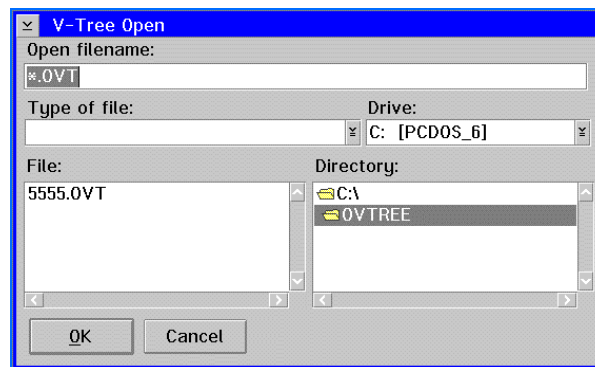 V-Tree Open
Open filename:
*.OVT
Type of file:
Drive:
C: [PCDOS_6]
File:
Directory:
5555.OVT
C:\
OVTREE
OK
Cancel